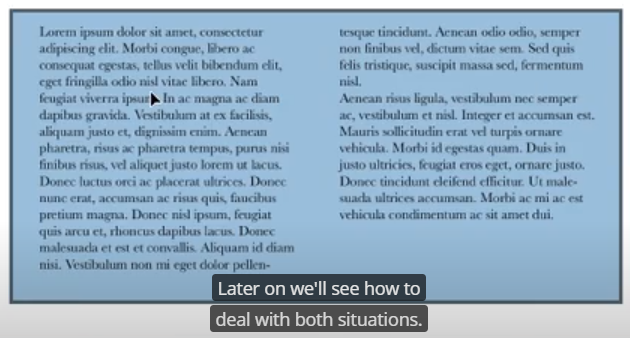 Lorem ipsum dolor sit amet, consectetur
adipiscing elit. Morbi congue, libero ac
consequat egestas, tellus velit bibendum elit,
eget fringilla odio nisl vitae libero. Nam
feugiat viverra ipsum. In ac magna ac diam
dapibus gravida. Vestibulum at ex facilisis,
aliquam justo et, dignissim enim. Aenean
pharetra, risus ac pharetra tempus, purus nisi
finibus risus, vel aliquet justo lorem ut lacus.
Donec luctus orci ac placerat ultrices. Donec
nunc erat, accumsan ac risus quis, faucibus
pretium magna. Donec nisl ipsum, feugiat
quis arcu et, rhoncus dapibus lacus. Donec
malesuada et est et convallis. Aliquam id diam
nisi. Vestibulum non mi eget dolor pellen-
tesque tincidunt. Aenean odio odio, semper
non finibus vel, dictum vitae sem. Sed quis
felis tristique, suscipit massa sed, fermentum
nisl.
Aenean risus ligula, vestibulum nec semper
ac, vestibulum et nisl. Integer et accumsan est.
Mauris sollicitudin erat vel turpis ornare
vehicula. Morbi id egestas quam. Duis in
justo ultricies, feugiat eros eget, ornare justo.
Donec tincidunt eleifend efficitur. Ut male-
suada ultrices accumsan. Morbi ac mi ac est
vehicula condimentum ac sit amet dui.
Later on we'll see how to
deal with both situations.